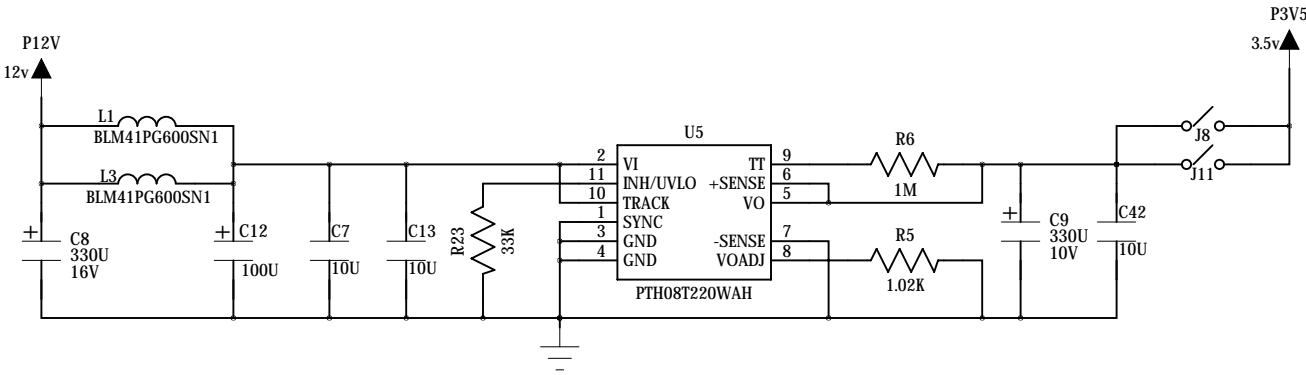 P12V
12v
P3V5
3.5v
L1
BLM41PG600SN1
L3
BLM41PG600SN1
C8
330U
16V
C12
100U
C7
10U
C13
10U
R23
33K
U5
2 VI
11 INH/UVLO
10 TRACK
1 SYNC
3 GND
4 GND
TT 9
+SENSE 6
VO 5
-SENSE 7
VOADJ 8
PTH08T220WAH
R6
1M
R5
1.02K
+
+
+
C9
330U
10V
C42
10U
J8
J11